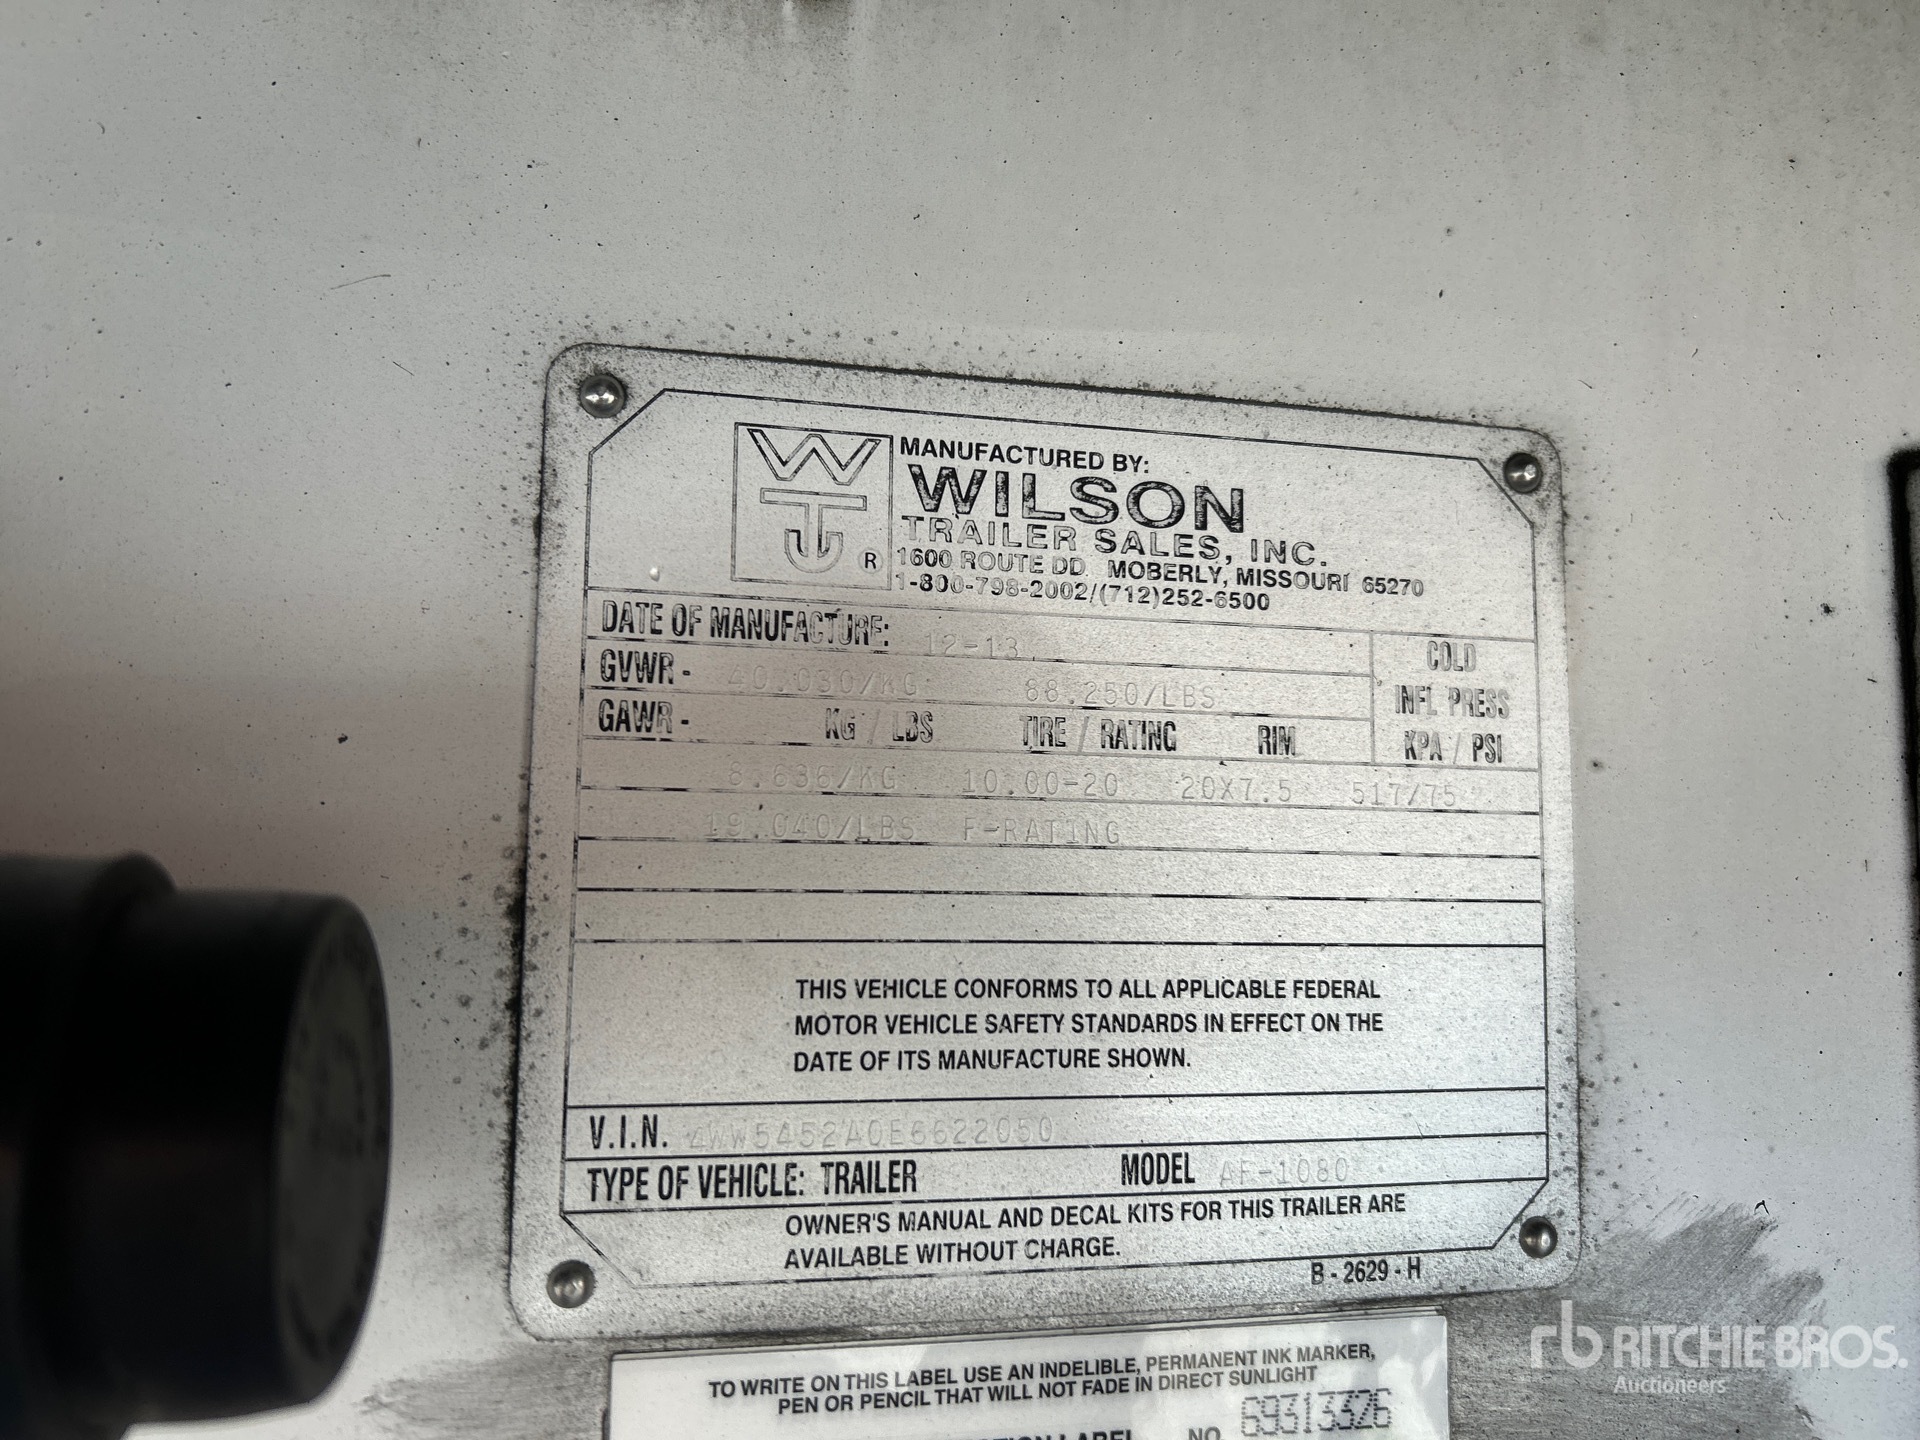 WTJ ®
MANUFACTURED BY:
WILSON
TRAILER SALES, INC.
1600 ROUTE DD MOBERLY, MISSOURI 65270
1-800-798-2002/(712)252-6500
DATE OF MANUFACTURE: 12-13
GVWR - 40.030/KG 88.250/LBS
COLD
INFL PRESS
KPA / PSI
GAWR - KG / LBS TIRE / RATING RIM
8.636/KG 10.00-20 20X7.5 517/75
19.040/LBS F-RATING
THIS VEHICLE CONFORMS TO ALL APPLICABLE FEDERAL
MOTOR VEHICLE SAFETY STANDARDS IN EFFECT ON THE
DATE OF ITS MANUFACTURE SHOWN.
V.I.N. 4WW5452A0E6622050
TYPE OF VEHICLE: TRAILER MODEL AF-1080
OWNER'S MANUAL AND DECAL KITS FOR THIS TRAILER ARE
AVAILABLE WITHOUT CHARGE.
B - 2629 - H
TO WRITE ON THIS LABEL USE AN INDELIBLE, PERMANENT INK MARKER,
PEN OR PENCIL THAT WILL NOT FADE IN DIRECT SUNLIGHT
LABEL NO. 69313326
rb RITCHIE BROS.
Auctioneers